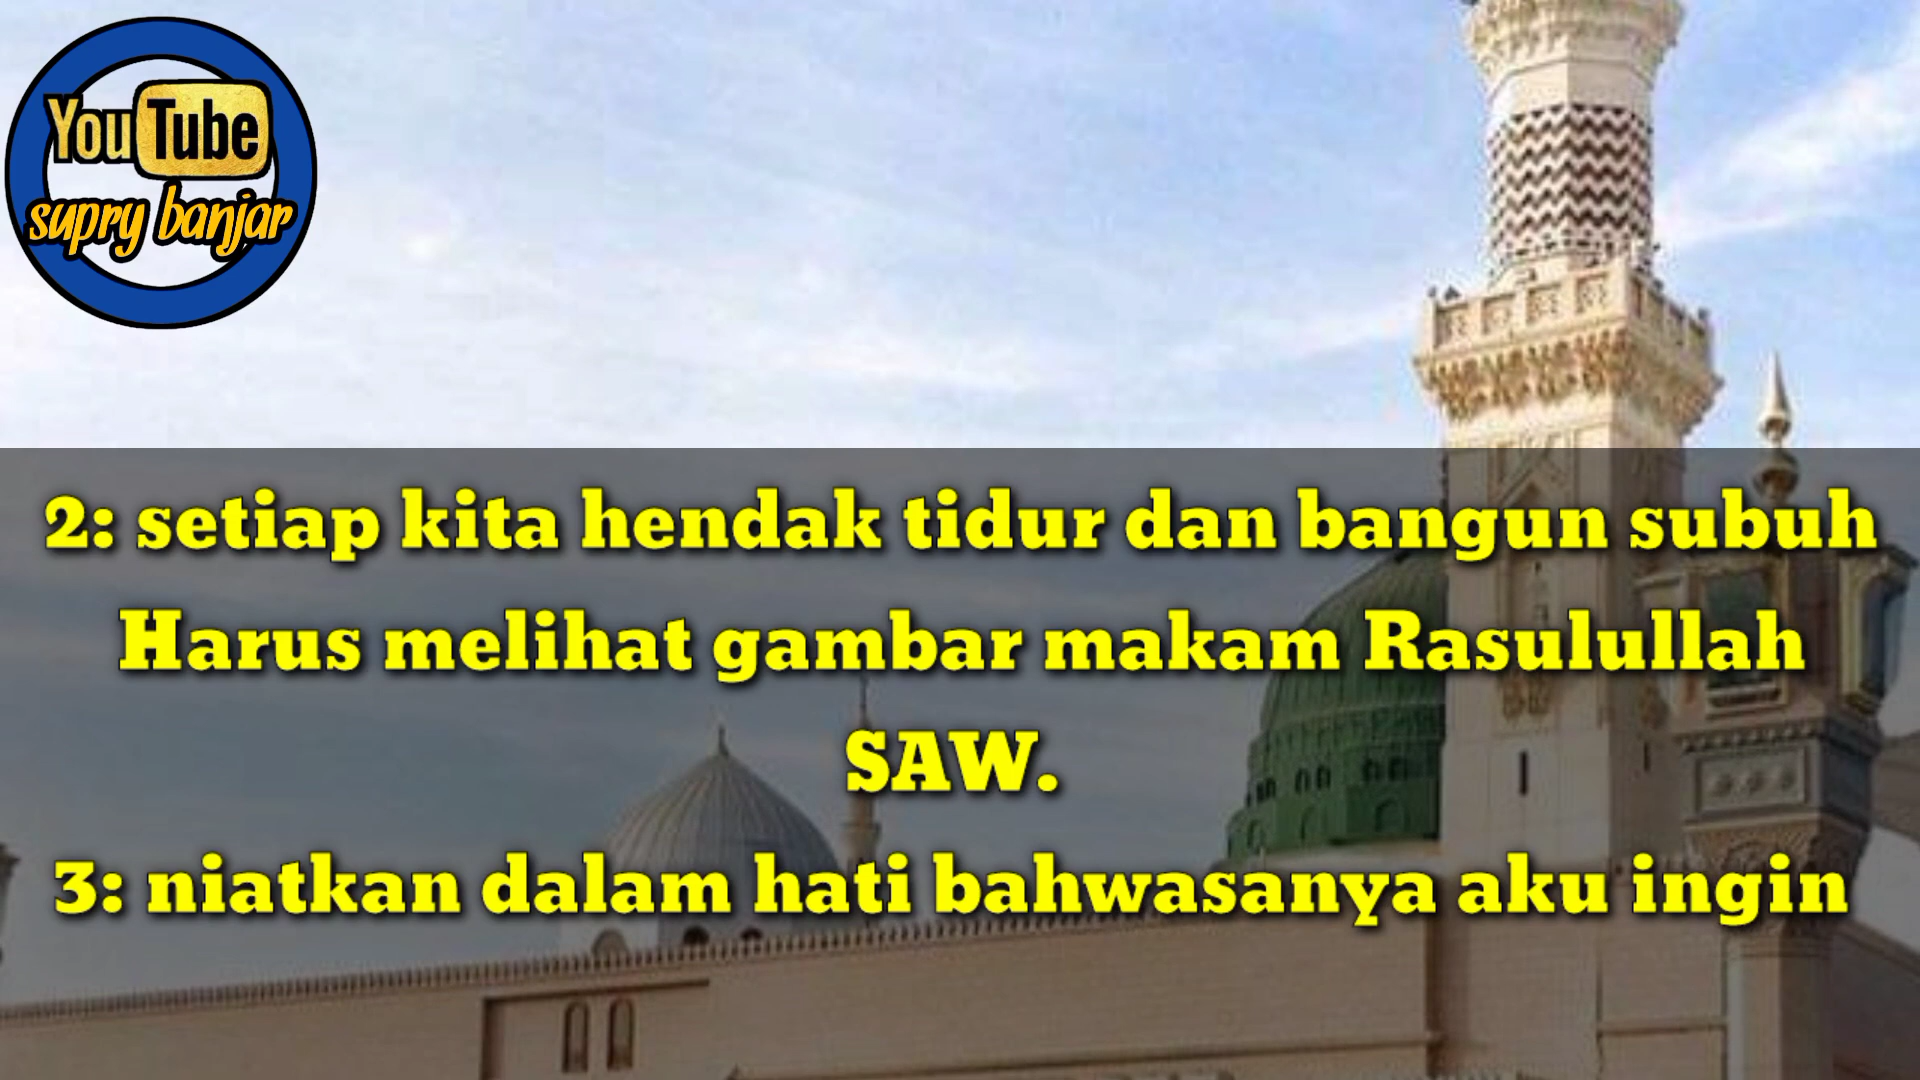 YouTube
supry banjar
2: setiap kita hendak tidur dan bangun subuh
Harus melihat gambar makam Rasulullah
SAW.
3: niatkan dalam hati bahwasanya aku ingin